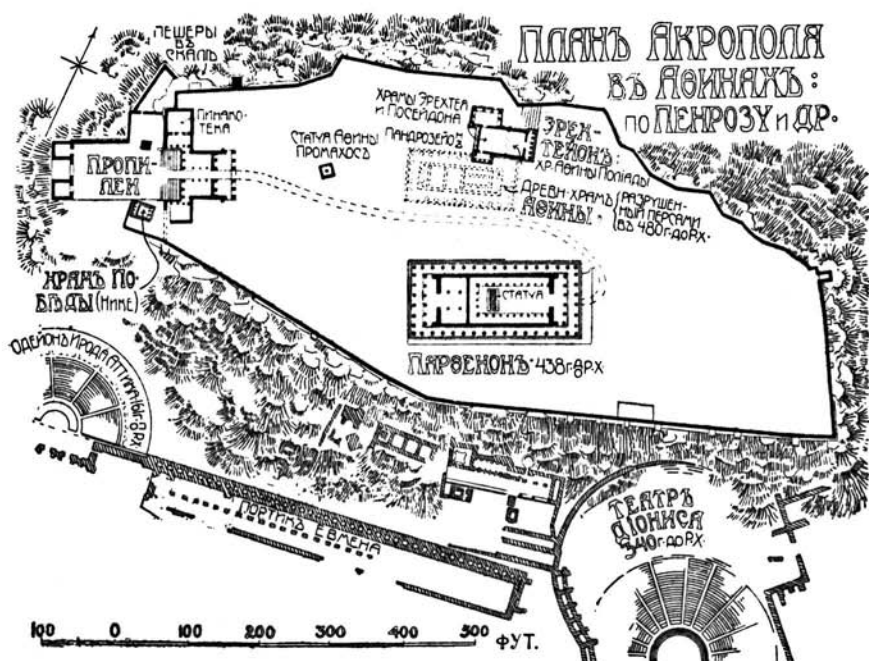 ПЛАНЪ АКРОПОЛЯ
ВЪ АѲИНАХЪ:
ПО ПЕНРОЗУ И ДР.
ПЕЩЕРЫ
ВЪ
СКАЛѢ
ПИНАКО-
ТЕКА
ПРОПИ-
ЛЕИ
СТАТУЯ АѲИНЫ
ПРОМАХОСЪ
ХРАМЫ ЭРЕХТЕЯ
И ПОСЕЙДОНА
ПАНДРОЗЕЙОНЪ
ЭРЕХ-
ТЕЙОНЪ:
ХР. АѲИНЫ ПОЛІАДЫ
ДРЕВН. ХРАМЪ
АѲИНЫ
РАЗРУШЕН-
НЫЙ ПЕРСАМИ
ВЪ 480 Г. ДО Р.Х.
ХРАМЪ ПО-
БѢДЫ (НИКЕ)
СТАТУЯ
ПАРѲЕНОНЪ 438 Г. ДО Р.Х.
ОДЕЙОНЪ ИРОДА АТТИКА
ПОРТИКЪ ЕВМЕНА
ТЕАТРЪ
ДІОНИСА
340 Г. ДО Р.Х.
100 0 100 200 300 400 500 ФУТ.